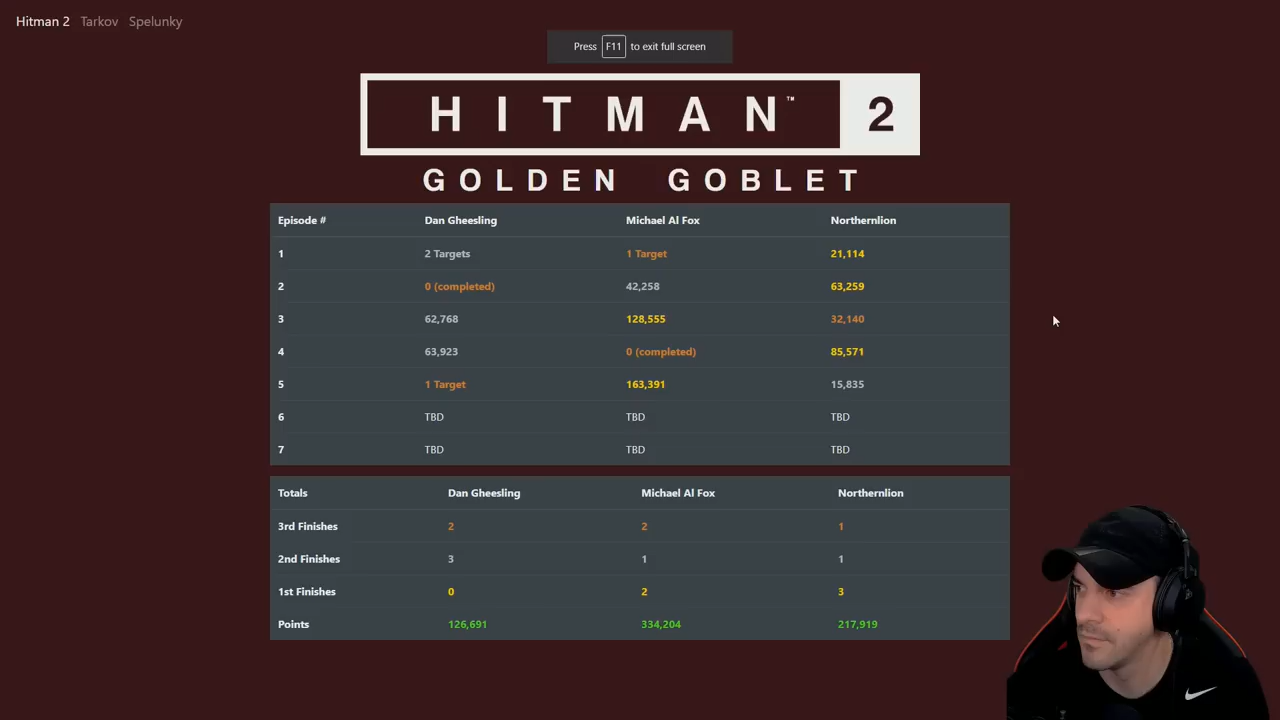 Hitman 2 Tarkov Spelunky
Press F11 to exit full screen
HITMAN™ 2
GOLDEN GOBLET
Episode # Dan Gheesling Michael Al Fox Northernlion
1 2 Targets 1 Target 21,114
2 0 (completed) 42,258 63,259
3 62,768 128,555 32,140
4 63,923 0 (completed) 85,571
5 1 Target 163,391 15,835
6 TBD TBD TBD
7 TBD TBD TBD
Totals Dan Gheesling Michael Al Fox Northernlion
3rd Finishes 2 2 1
2nd Finishes 3 1 1
1st Finishes 0 2 3
Points 126,691 334,204 217,919